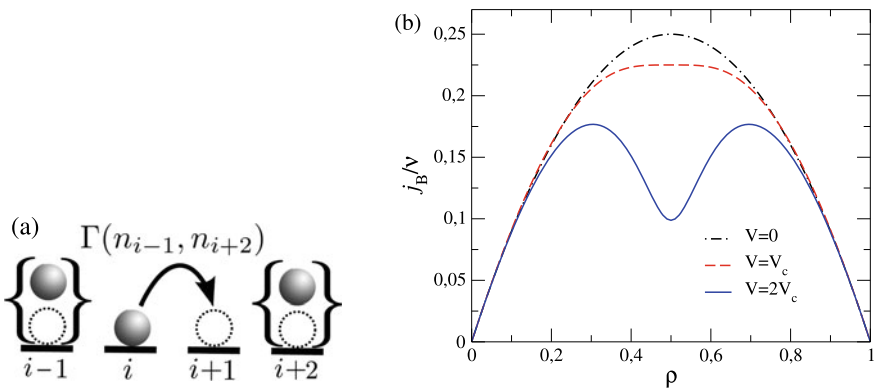 (a)
Γ(n_{i−1}, n_{i+2})
i−1 i i+1 i+2
(b)
j_B/ν
0,25
0,2
0,15
0,1
0,05
0
V=0
V=V_c
V=2V_c
0 0,2 0,4 0,6 0,8 1
ρ